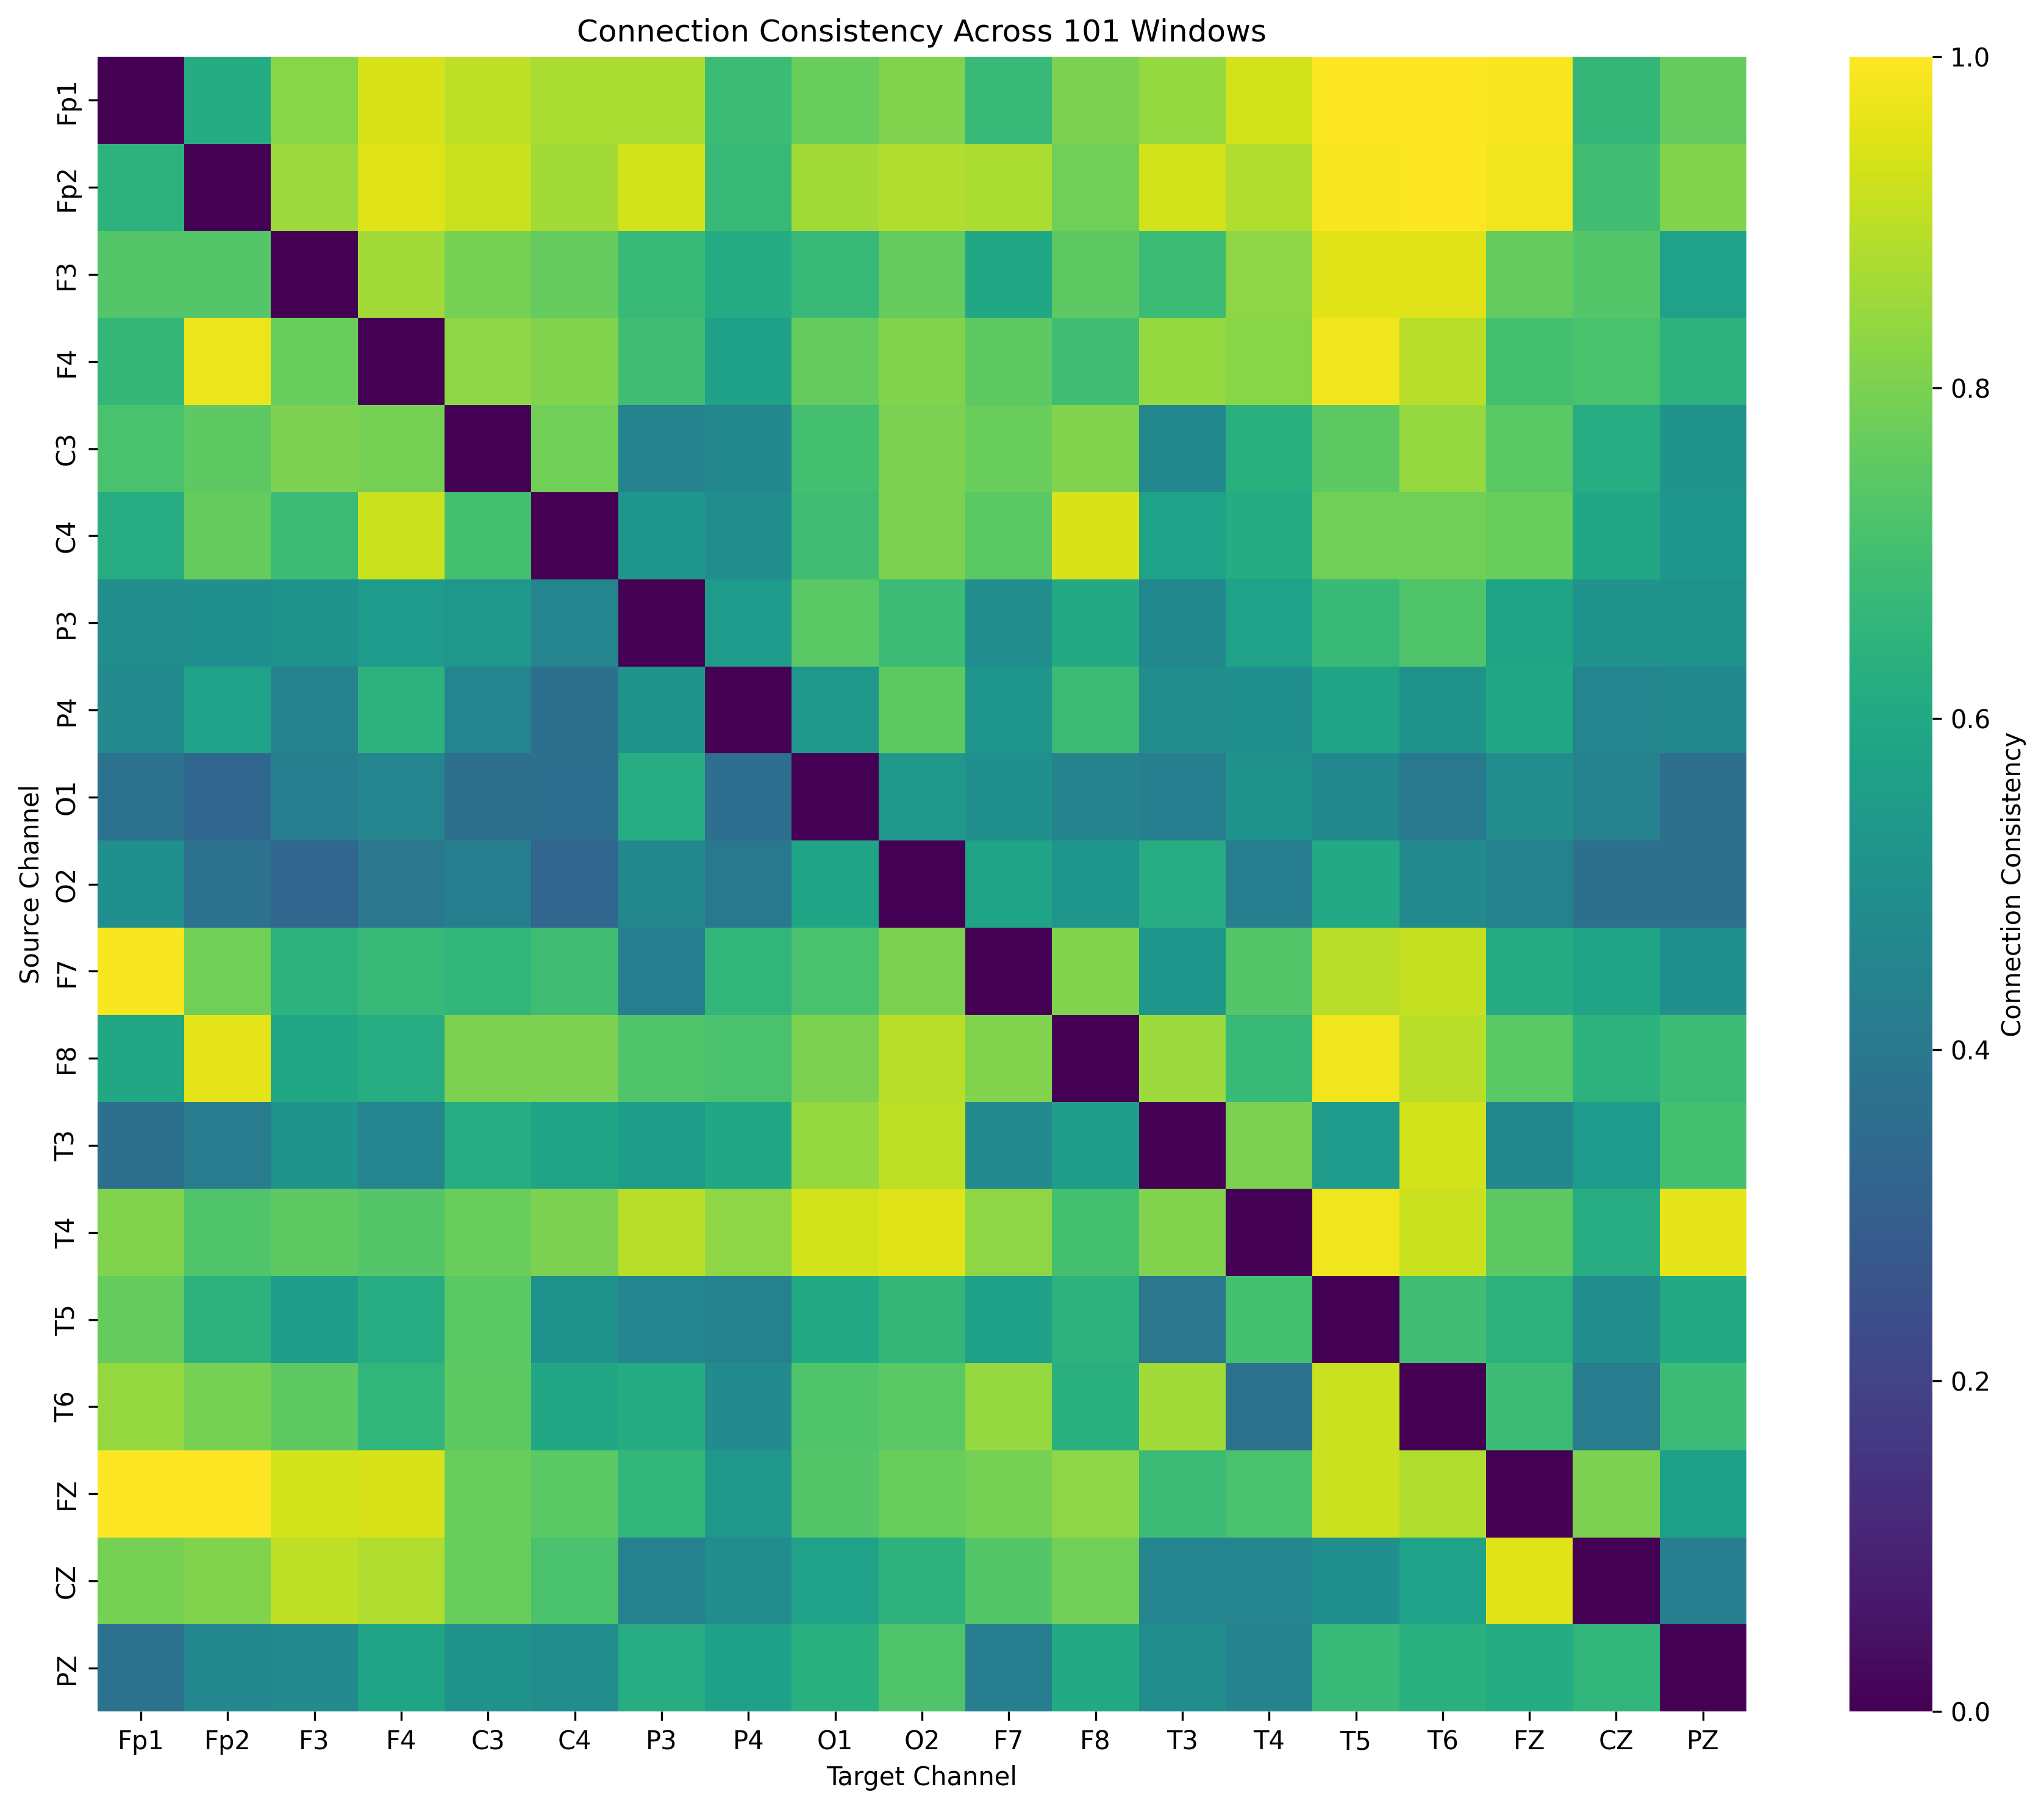 Connection Consistency Across 101 Windows
Source Channel
Fp1
Fp2
F3
F4
C3
C4
P3
P4
O1
O2
F7
F8
T3
T4
T5
T6
FZ
CZ
PZ
Fp1 Fp2 F3 F4 C3 C4 P3 P4 O1 O2 F7 F8 T3 T4 T5 T6 FZ CZ PZ
Target Channel
1.0
0.8
0.6
0.4
0.2
0.0
Connection Consistency